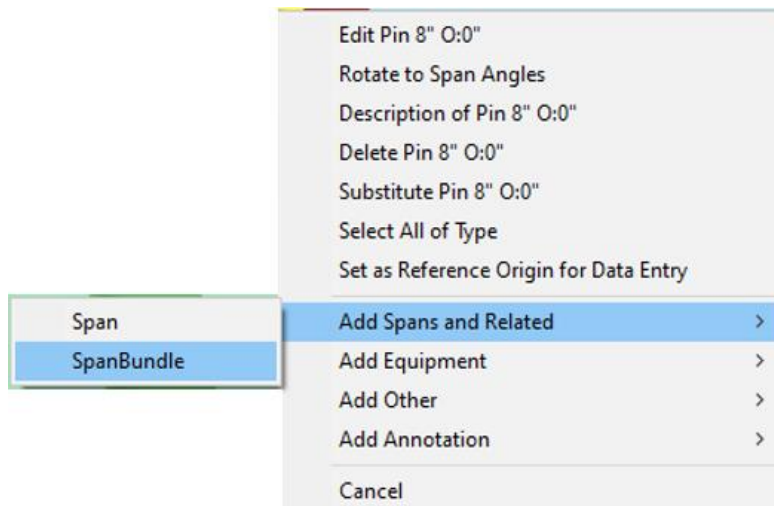 Edit Pin 8" O:0"
Rotate to Span Angles
Description of Pin 8" O:0"
Delete Pin 8" O:0"
Substitute Pin 8" O:0"
Select All of Type
Set as Reference Origin for Data Entry
Add Spans and Related
Span
SpanBundle
Add Equipment
Add Other
Add Annotation
Cancel